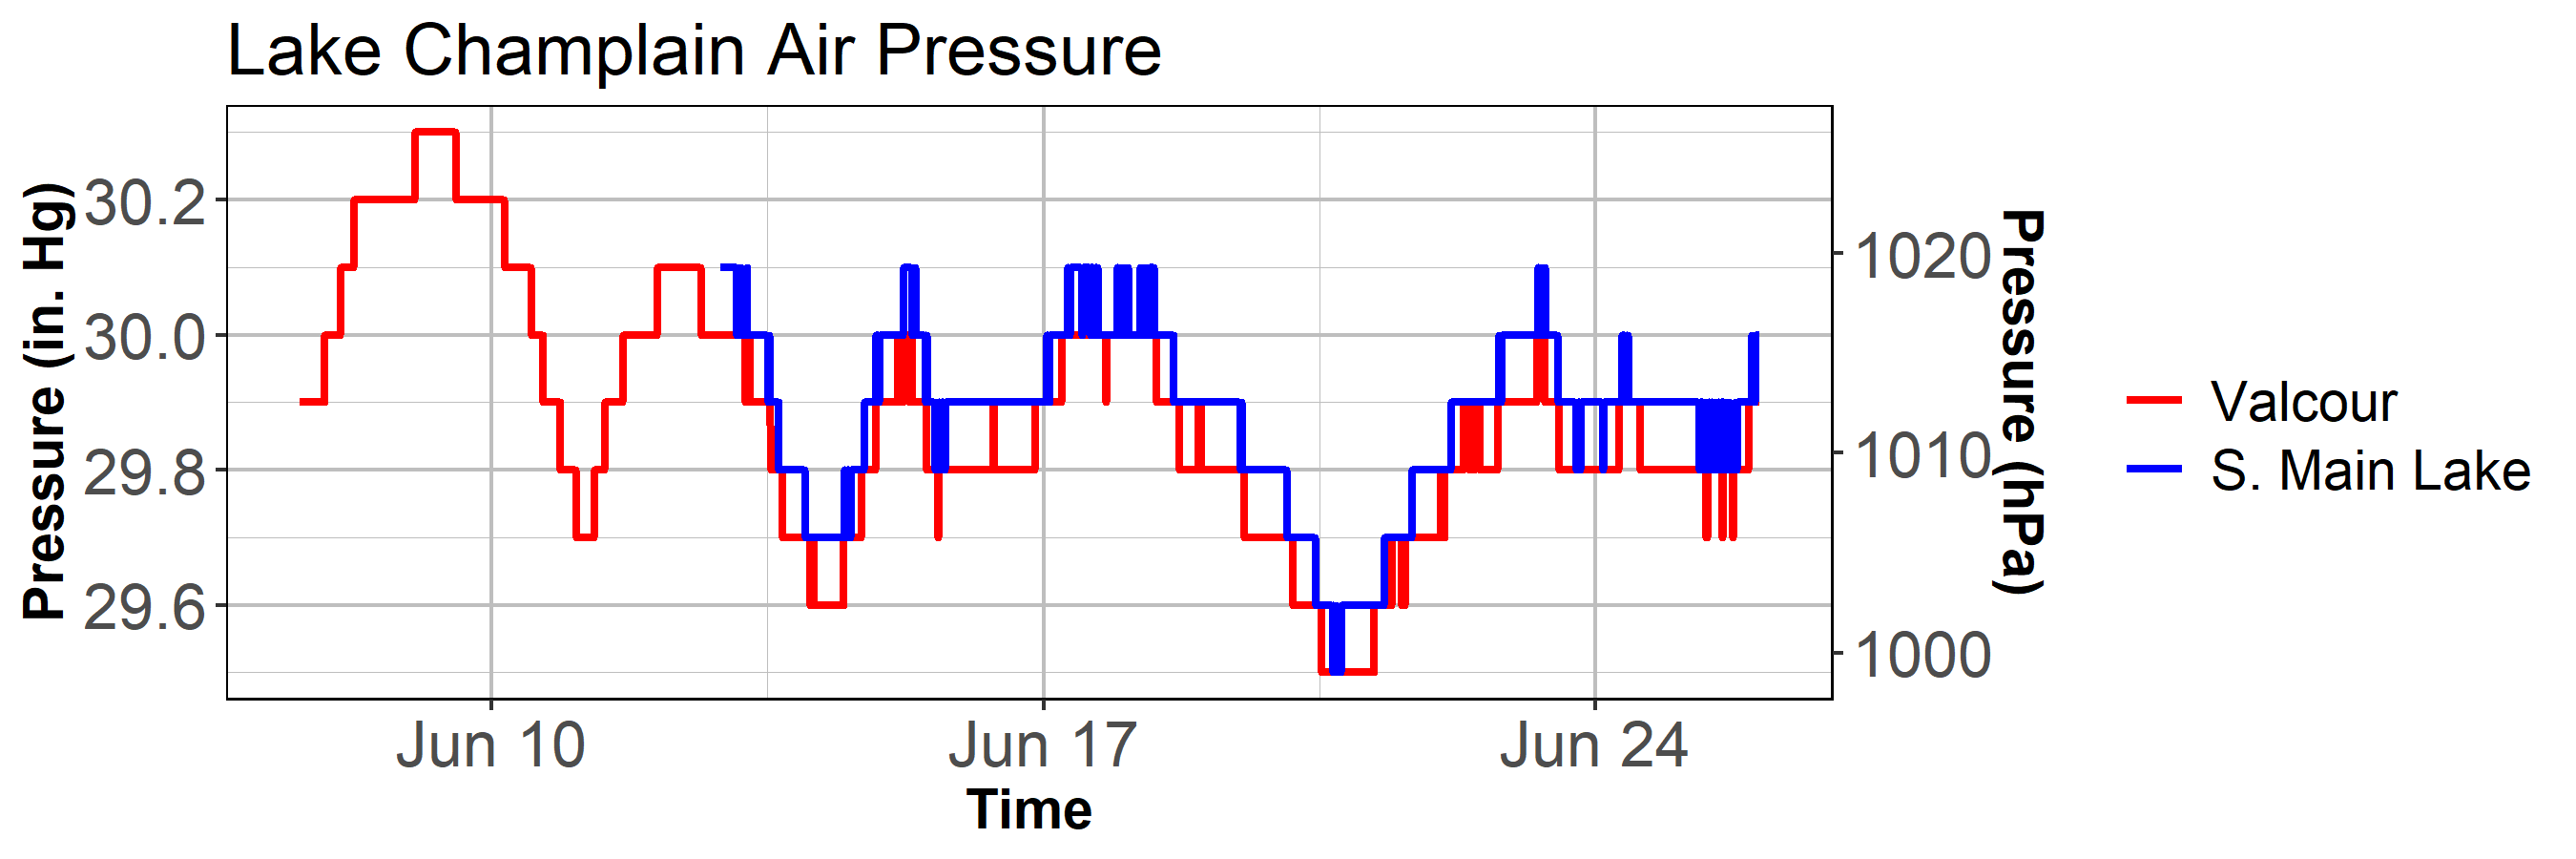 Lake Champlain Air Pressure
Pressure (in. Hg)
30.2
30.0
29.8
29.6
1020
1010
1000
Pressure (hPa)
Jun 10
Jun 17
Jun 24
Time
Valcour
S. Main Lake